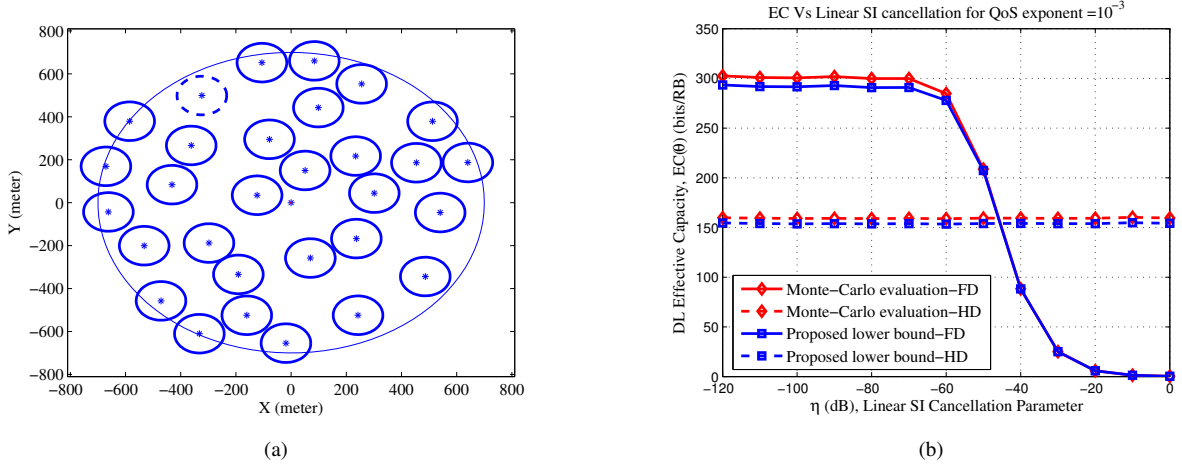 800
600
400
200
0
−200
−400
−600
−800
−800 −600 −400 −200 0 200 400 600 800
Y (meter)
X (meter)
(a)
EC Vs Linear SI cancellation for QoS exponent =10⁻³
400
350
300
250
200
150
100
50
0
−120 −100 −80 −60 −40 −20 0
DL Effective Capacity, EC(θ) (bits/RB)
η (dB), Linear SI Cancellation Parameter
Monte−Carlo evaluation−FD
Monte−Carlo evaluation−HD
Proposed lower bound−FD
Proposed lower bound−HD
(b)